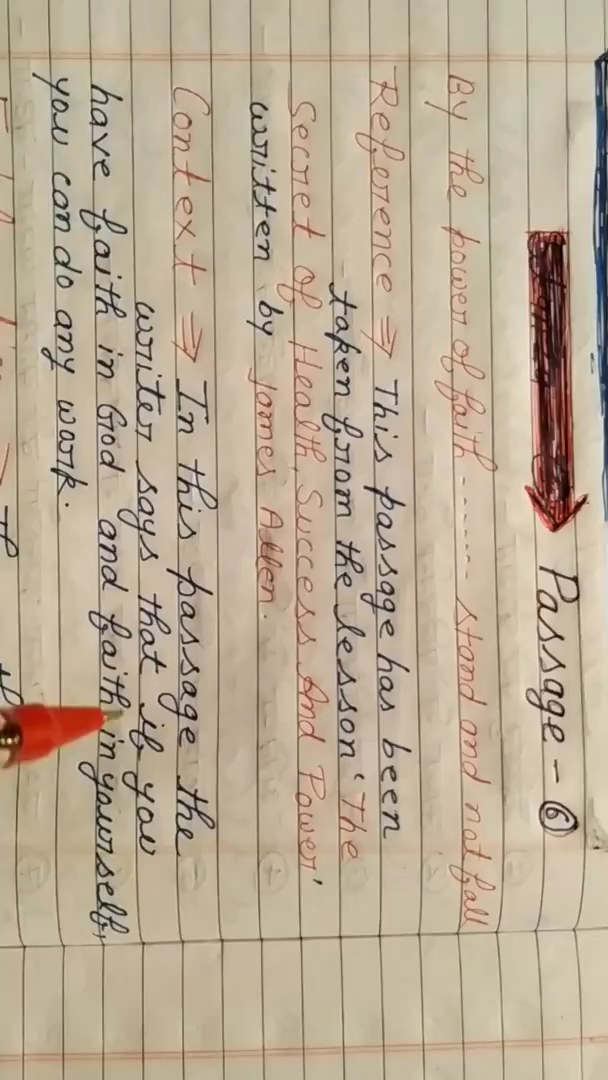 Passage - 6
By the power of faith ...... stand and not fall
Reference ⇒ This passage has been
taken from the lesson 'The
Secret of Health, Success And Power'
written by James Allen.
Context ⇒ In this passage the
writer says that if you
have faith in God and faith in yourself,
you can do any work.